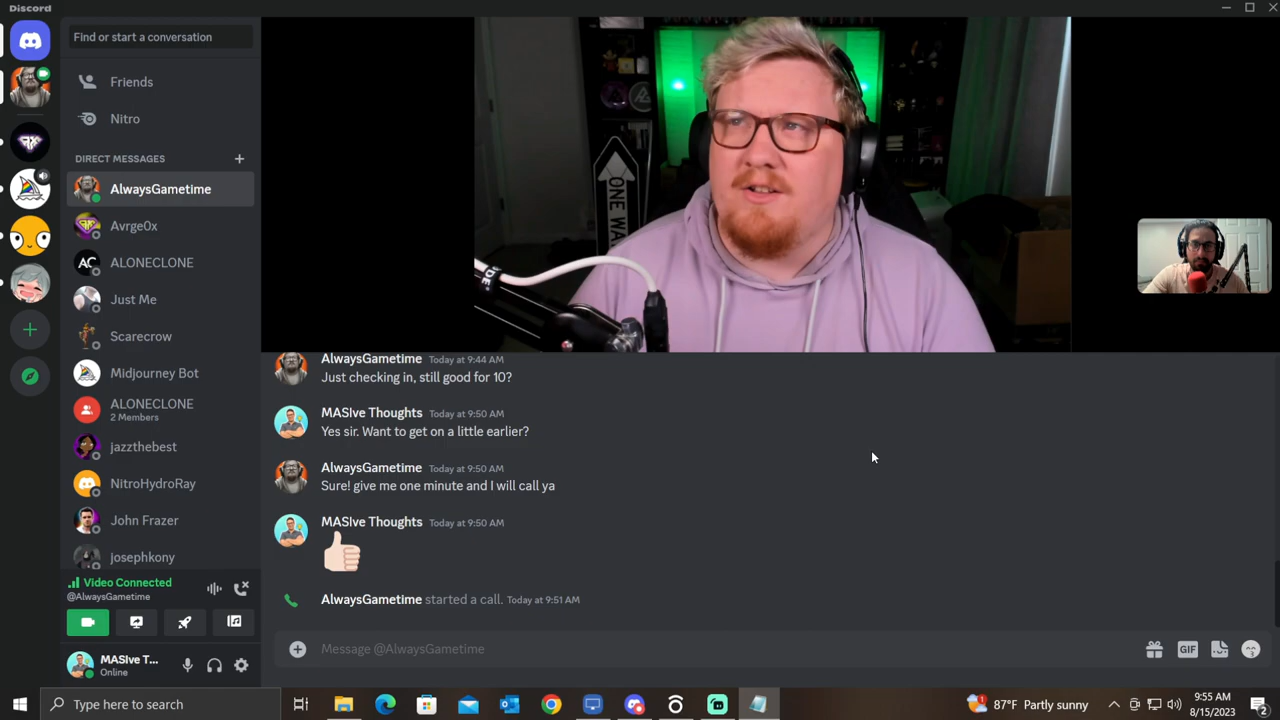 Discord
Find or start a conversation
Friends
Nitro
DIRECT MESSAGES
AlwaysGametime
Avrge0x
AC
ALONECLONE
Just Me
Scarecrow
Midjourney Bot
ALONECLONE
2 Members
jazzthebest
NitroHydroRay
John Frazer
josephkony
Video Connected
@AlwaysGametime
MASIve T...
Online
ONE WAY
AlwaysGametime Today at 9:44 AM
Just checking in, still good for 10?
MASIve Thoughts Today at 9:50 AM
Yes sir. Want to get on a little earlier?
AlwaysGametime Today at 9:50 AM
Sure! give me one minute and I will call ya
MASIve Thoughts Today at 9:50 AM
AlwaysGametime started a call. Today at 9:51 AM
Message @AlwaysGametime
GIF
Type here to search
1
87°F Partly sunny
9:55 AM
8/15/2023
2